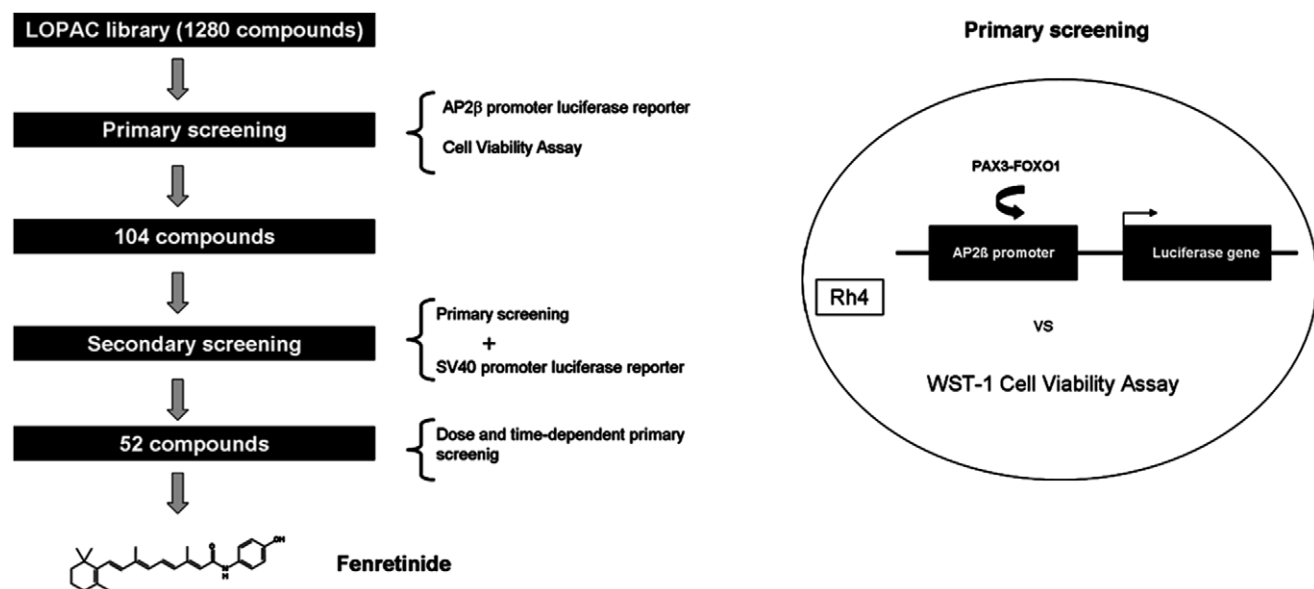 LOPAC library (1280 compounds)
Primary screening
AP2β promoter luciferase reporter
Cell Viability Assay
104 compounds
Secondary screening
Primary screening
+
SV40 promoter luciferase reporter
52 compounds
Dose and time-dependent primary
screenig
O
N
H
OH
Fenretinide
Primary screening
PAX3-FOXO1
AP2ß promoter
Luciferase gene
Rh4
VS
WST-1 Cell Viability Assay